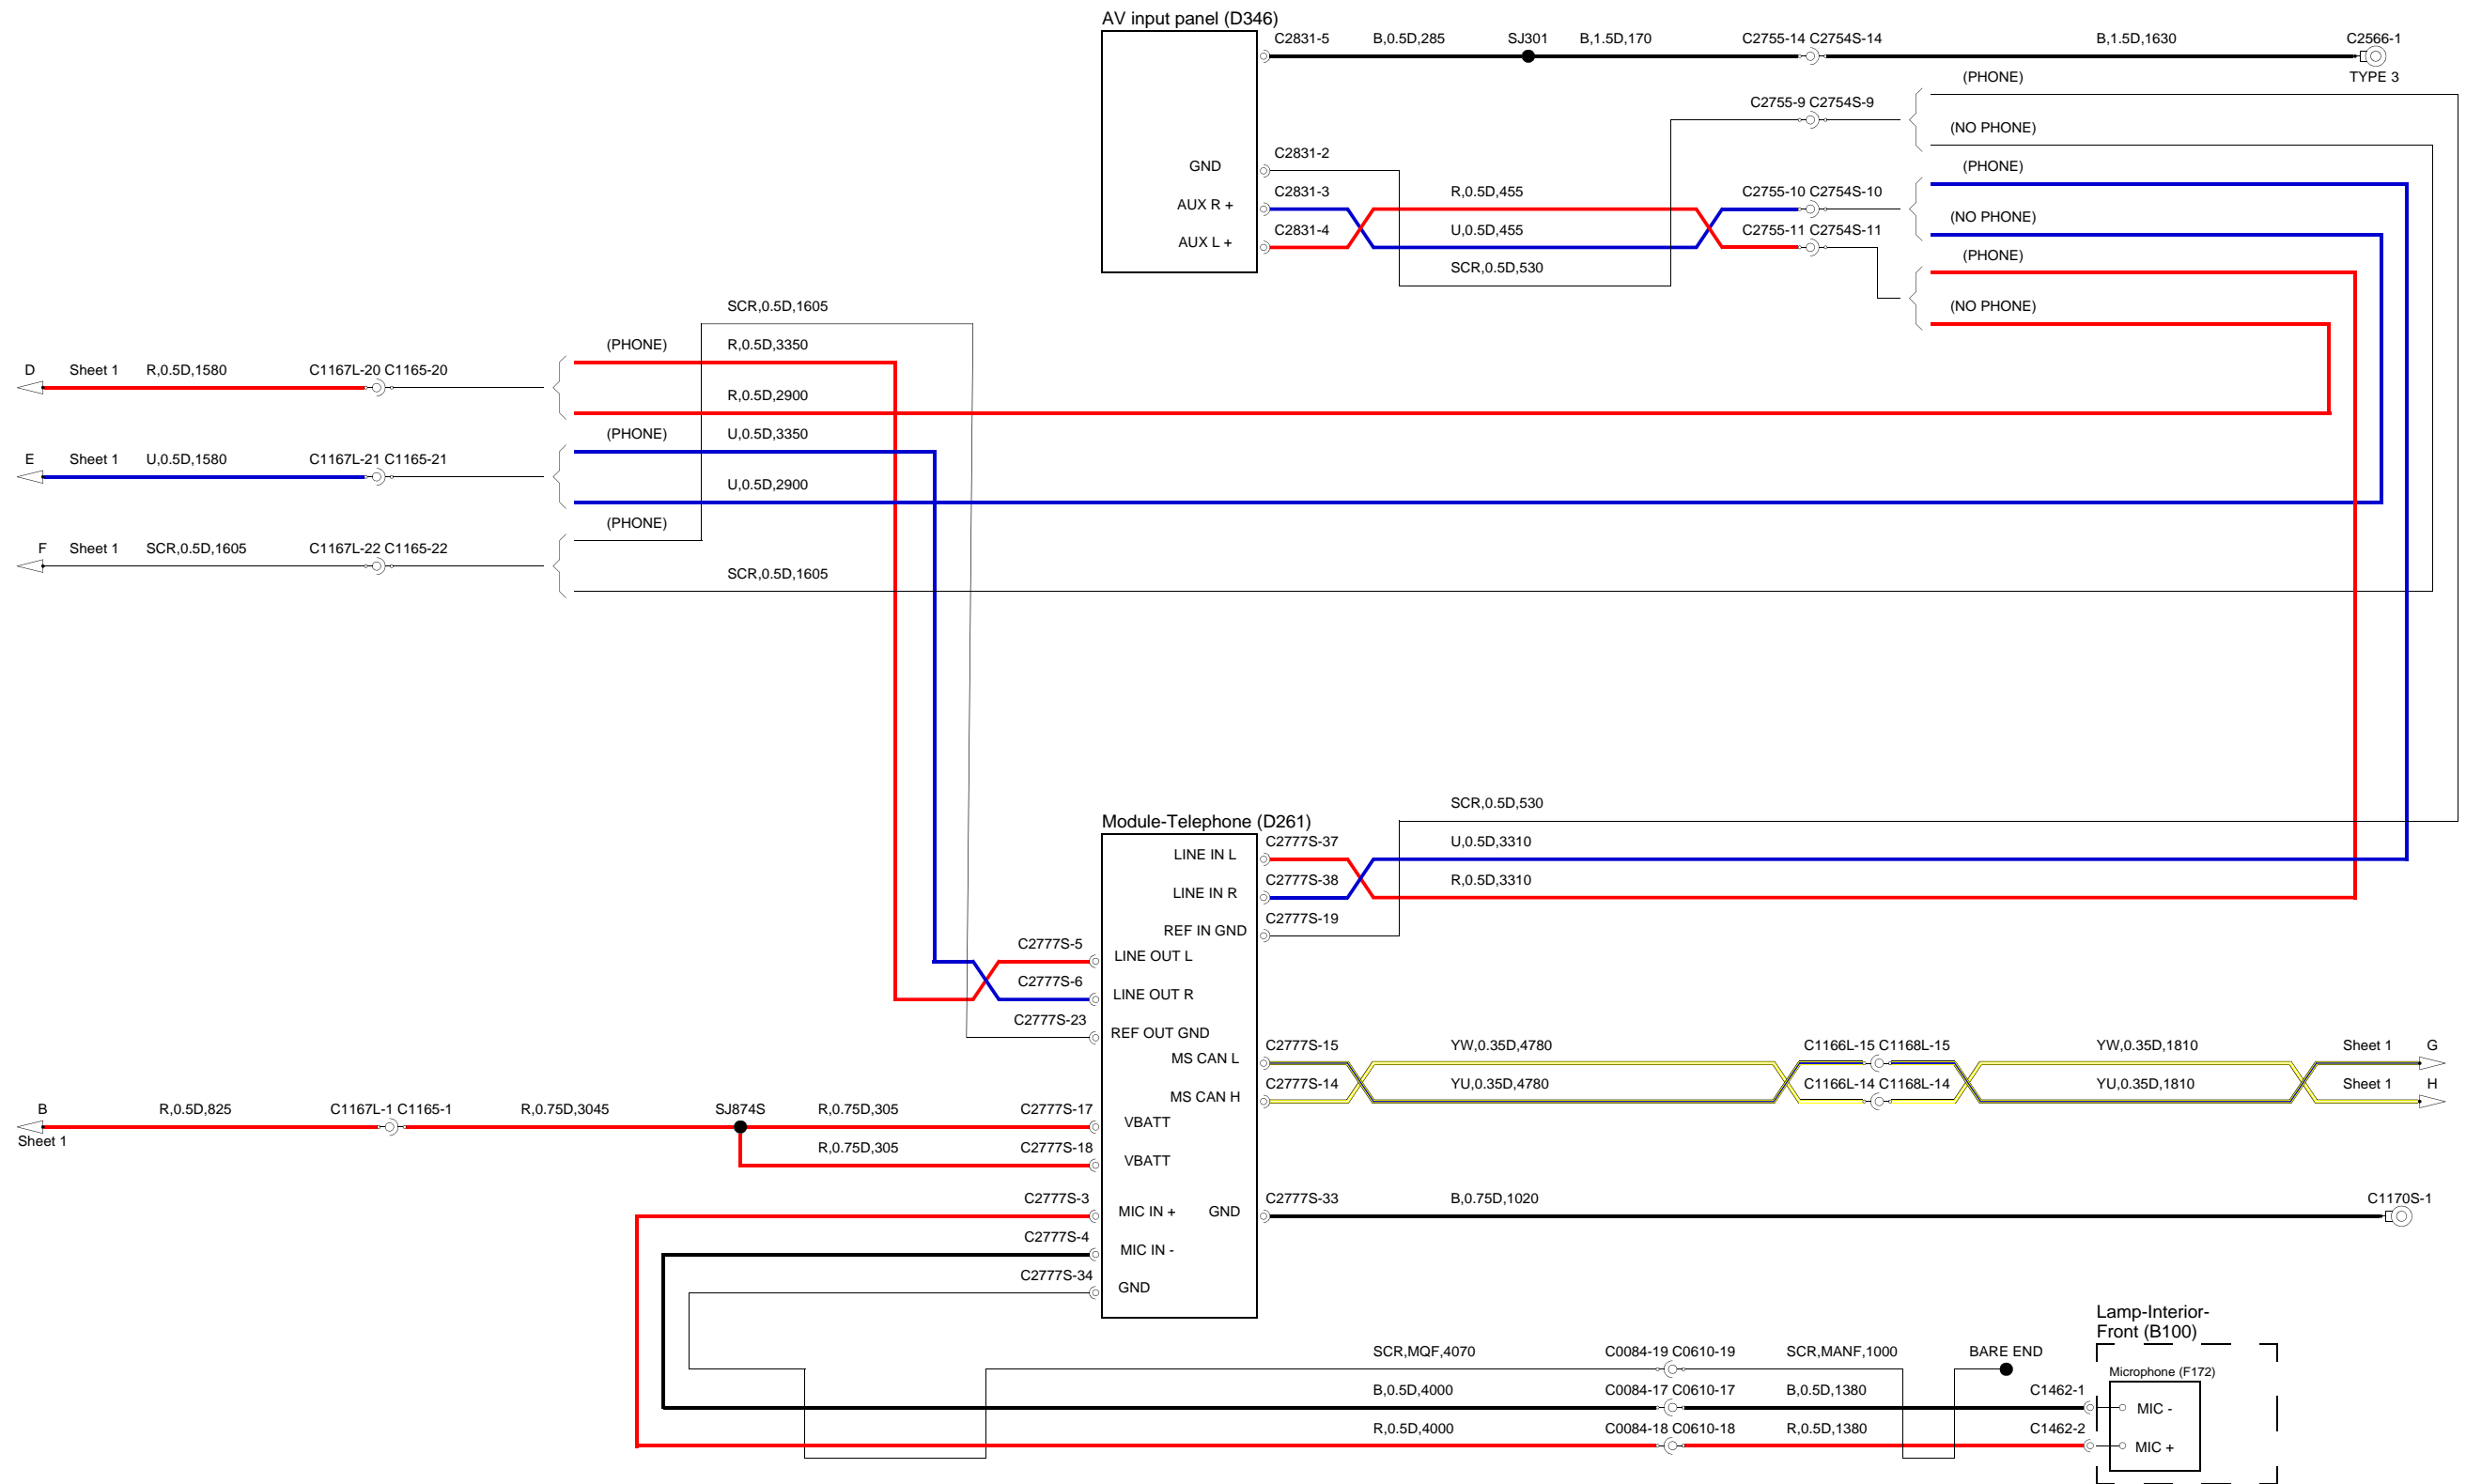 AV input panel (D346)
C2831-5 B,0.5D,285 SJ301 B,1.5D,170 C2755-14 C2754S-14 B,1.5D,1630 C2566-1
TYPE 3
(PHONE)
C2755-9 C2754S-9
(NO PHONE)
C2831-2
GND
(PHONE)
C2831-3 R,0.5D,455 C2755-10 C2754S-10
AUX R +
(NO PHONE)
C2831-4 U,0.5D,455 C2755-11 C2754S-11
AUX L +
(PHONE)
SCR,0.5D,530
(NO PHONE)
SCR,0.5D,1605
(PHONE) R,0.5D,3350
D Sheet 1 R,0.5D,1580 C1167L-20 C1165-20
R,0.5D,2900
(PHONE) U,0.5D,3350
E Sheet 1 U,0.5D,1580 C1167L-21 C1165-21
U,0.5D,2900
(PHONE)
F Sheet 1 SCR,0.5D,1605 C1167L-22 C1165-22
SCR,0.5D,1605
SCR,0.5D,530
Module-Telephone (D261)
C2777S-37 U,0.5D,3310
LINE IN L
C2777S-38 R,0.5D,3310
LINE IN R
C2777S-19
REF IN GND
C2777S-5
LINE OUT L
C2777S-6
LINE OUT R
C2777S-23
REF OUT GND
C2777S-15 YW,0.35D,4780 C1166L-15 C1168L-15 YW,0.35D,1810 Sheet 1 G
MS CAN L
C2777S-14 YU,0.35D,4780 C1166L-14 C1168L-14 YU,0.35D,1810 Sheet 1 H
MS CAN H
B R,0.5D,825 C1167L-1 C1165-1 R,0.75D,3045 SJ874S R,0.75D,305 C2777S-17
VBATT
Sheet 1
R,0.75D,305 C2777S-18
VBATT
C2777S-3 C2777S-33 B,0.75D,1020 C1170S-1
MIC IN + GND
C2777S-4
MIC IN -
C2777S-34
GND
Lamp-Interior-
Front (B100)
SCR,MQF,4070 C0084-19 C0610-19 SCR,MANF,1000 BARE END
Microphone (F172)
B,0.5D,4000 C0084-17 C0610-17 B,0.5D,1380 C1462-1
MIC -
R,0.5D,4000 C0084-18 C0610-18 R,0.5D,1380 C1462-2
MIC +